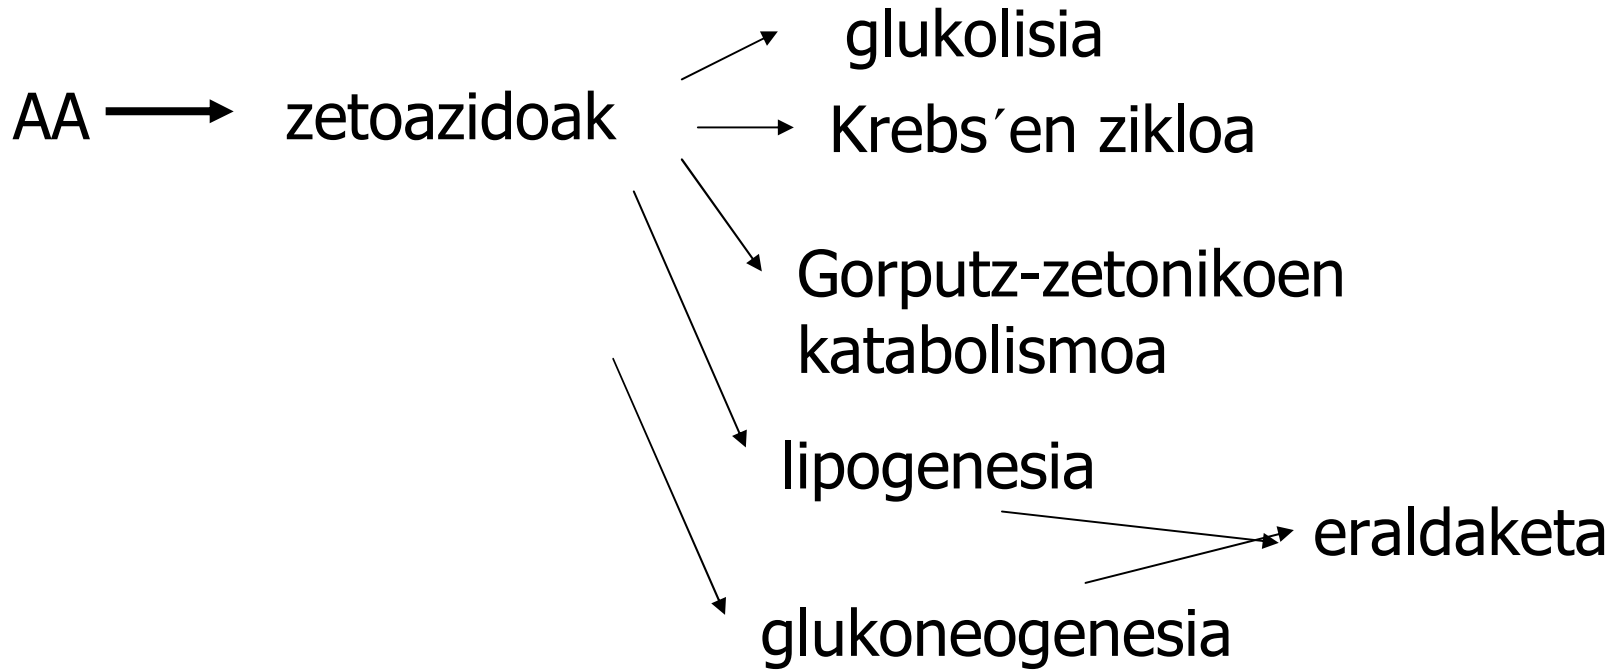 glukolisia
AA
zetoazidoak
Krebs´en zikloa
Gorputz-zetonikoen
katabolismoa
lipogenesia
eraldaketa
glukoneogenesia